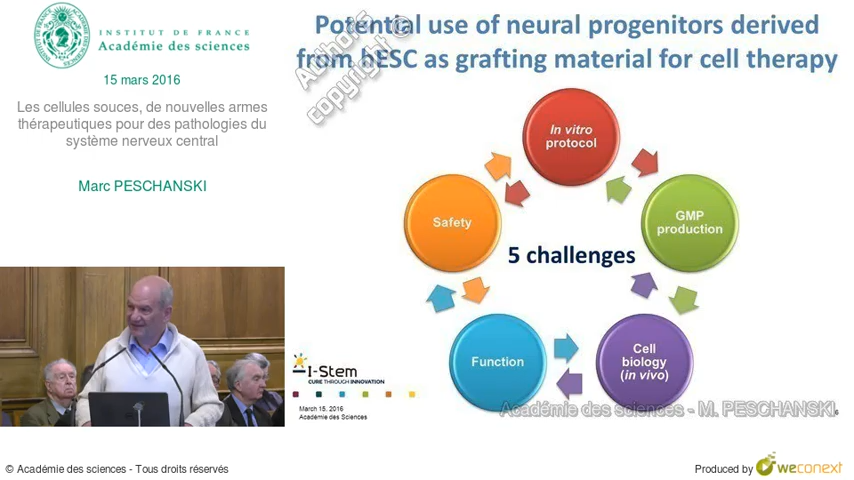 INSTITUT DE FRANCE
Académie des sciences
15 mars 2016
Les cellules souces, de nouvelles armes
thérapeutiques pour des pathologies du
système nerveux central
Marc PESCHANSKI
Potential use of neural progenitors derived
from hESC as grafting material for cell therapy
Authors
copyright ©
In vitro
protocol
GMP
production
Cell
biology
(in vivo)
Function
Safety
5 challenges
I-Stem
CURE THROUGH INNOVATION
March 15, 2016
Académie des Sciences
Académie des sciences - M. PESCHANSKI
6
© Académie des sciences - Tous droits réservés
Produced by weconext